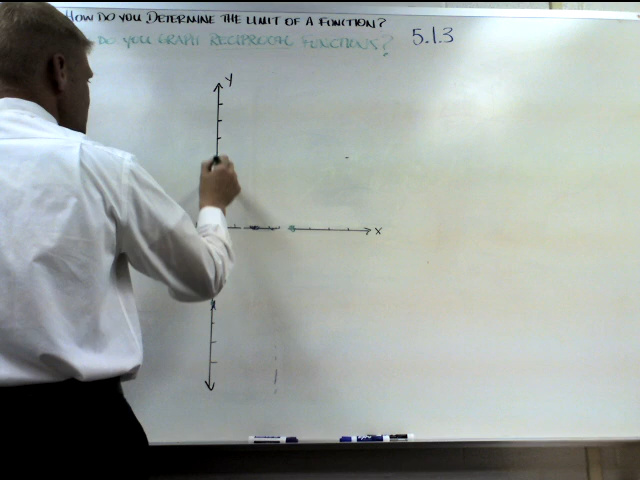 HOW DO YOU DETERMINE THE LIMIT OF A FUNCTION?
DO YOU GRAPH RECIPROCAL FUNCTIONS? 5.1.3
Y
X